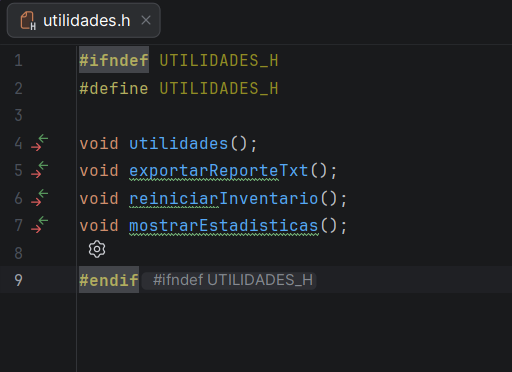 utilidades.h
1 #ifndef UTILIDADES_H
2 #define UTILIDADES_H
3
4 void utilidades();
5 void exportarReporteTxt();
6 void reiniciarInventario();
7 void mostrarEstadisticas();
8
9 #endif #ifndef UTILIDADES_H